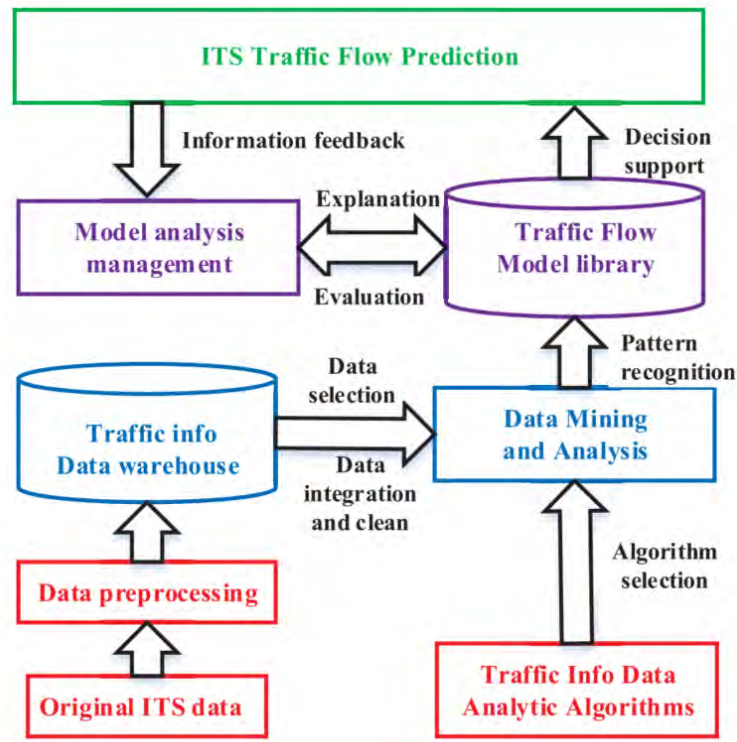 ITS Traffic Flow Prediction
Information feedback
Decision
support
Model analysis
management
Explanation
Evaluation
Traffic Flow
Model library
Pattern
recognition
Traffic info
Data warehouse
Data
selection
Data
integration
and clean
Data Mining
and Analysis
Data preprocessing
Algorithm
selection
Original ITS data
Traffic Info Data
Analytic Algorithms